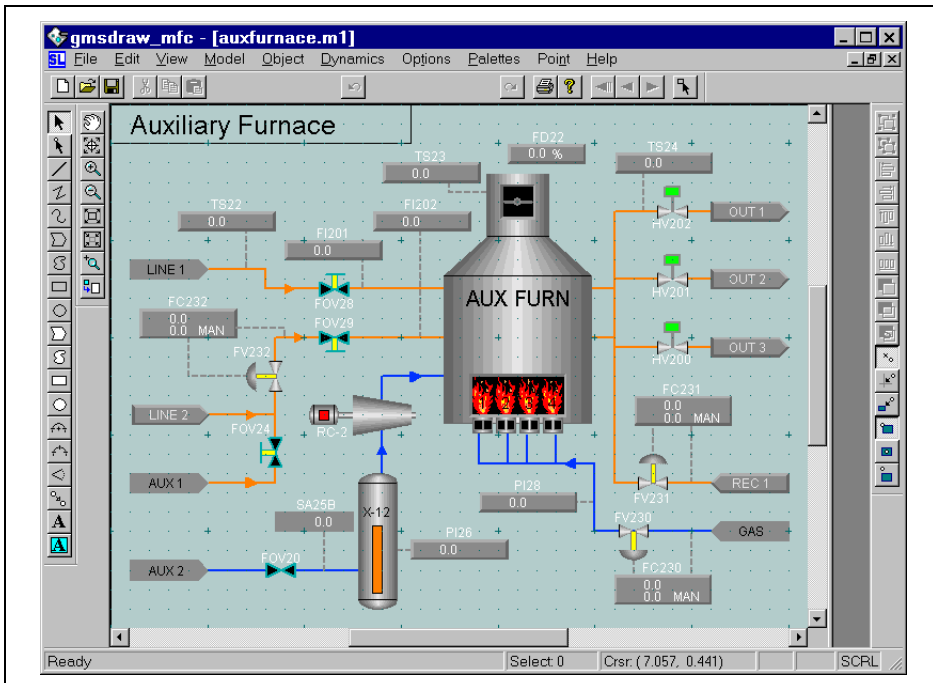 gmsdraw_mfc - [auxfurnace.m1]
SL File Edit View Model Object Dynamics Options Palettes Point Help
Auxiliary Furnace
FD22
0.0 %
TS23
0.0
TS24
0.0
TS22
0.0
FI202
0.0
FI201
0.0
HV202
OUT 1
LINE 1
FOV28
AUX FURN
HV201
OUT 2
FC232
0.0
0.0 MAN
FOV29
HV200
OUT 3
FV232
FC231
0.0
0.0 MAN
LINE 2
FOV24
RC-2
AUX 1
FV231
REC 1
PI28
0.0
SA25B
0.0
X-12
FV230
GAS
PI26
0.0
FOV20
AUX 2
FC230
0.0
0.0 MAN
A
A
Ready
Select: 0
Crsr: ( 7.057, 0.441)
SCRL